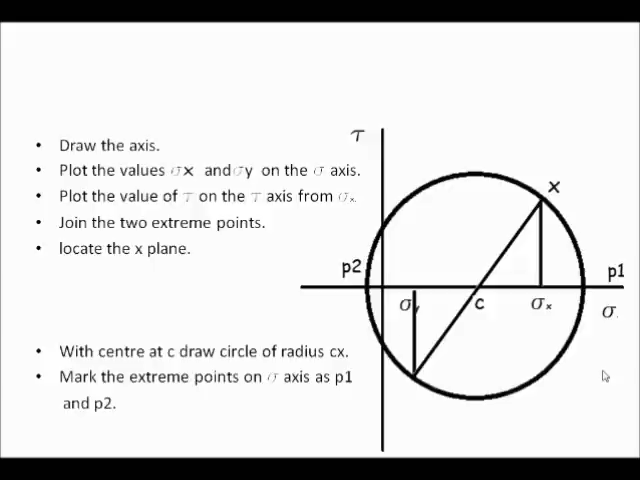 • Draw the axis.
• Plot the values σx and σy on the σ axis.
• Plot the value of τ on the τ axis from σx.
• Join the two extreme points.
• locate the x plane.
• With centre at c draw circle of radius cx.
• Mark the extreme points on σ axis as p1
and p2.
τ
x
p2
p1
σy
c
σx
σ